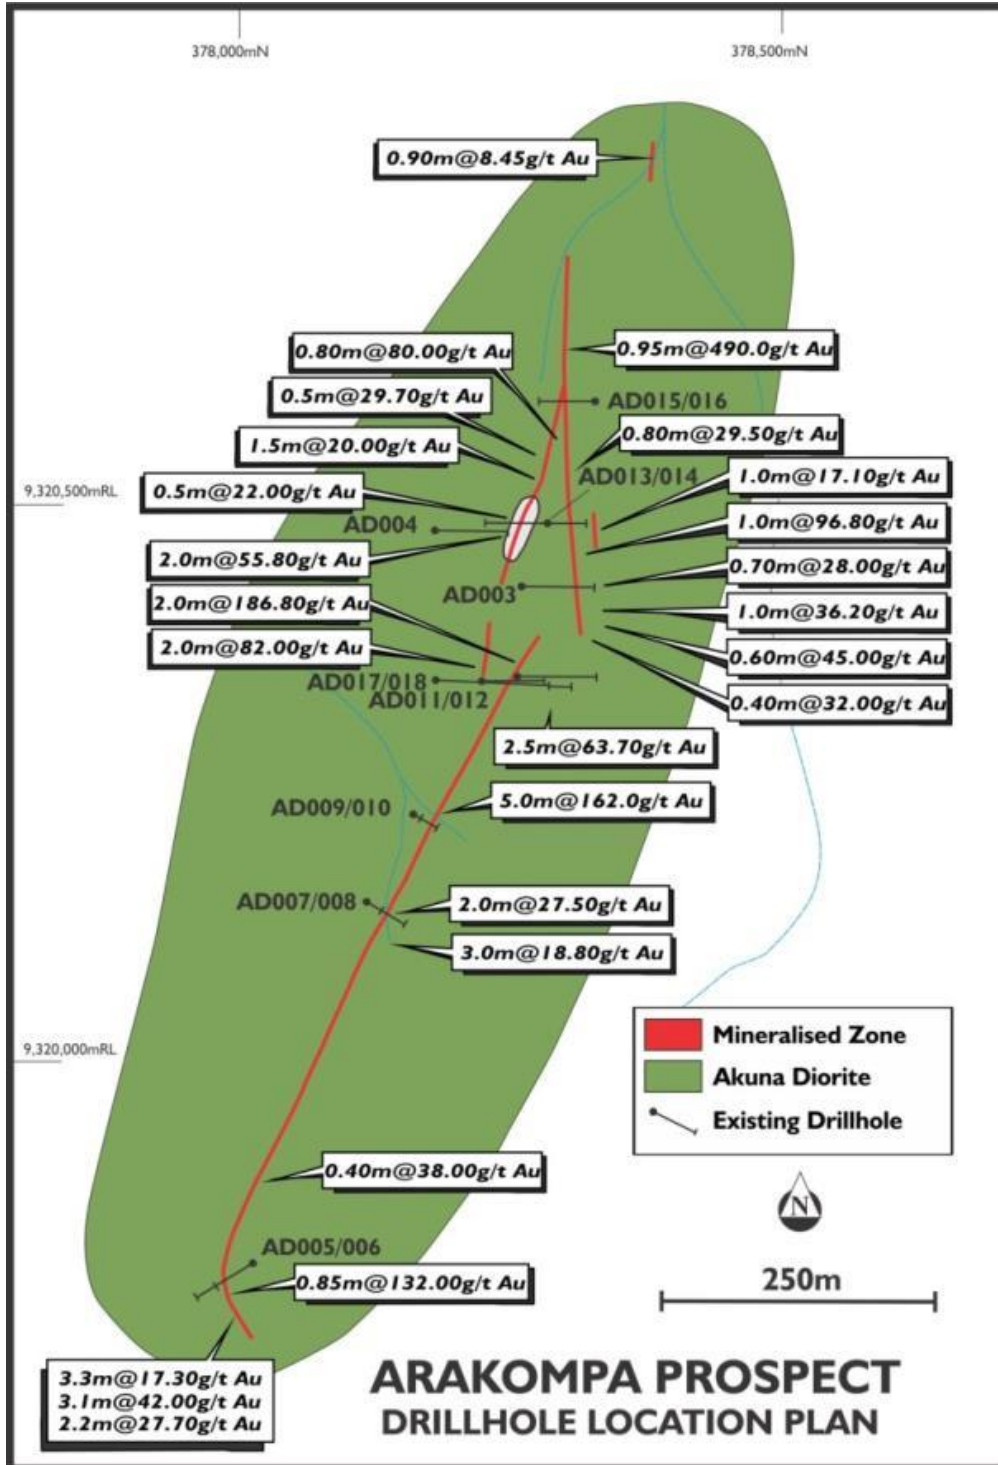 378,000mN
378,500mN
0.90m@8.45g/t Au
0.80m@80.00g/t Au
0.95m@490.0g/t Au
0.5m@29.70g/t Au
AD015/016
1.5m@20.00g/t Au
0.80m@29.50g/t Au
AD013/014
1.0m@17.10g/t Au
9,320,500mRL
0.5m@22.00g/t Au
AD004
1.0m@96.80g/t Au
2.0m@55.80g/t Au
0.70m@28.00g/t Au
AD003
2.0m@186.80g/t Au
1.0m@36.20g/t Au
2.0m@82.00g/t Au
0.60m@45.00g/t Au
AD017/018
AD011/012
0.40m@32.00g/t Au
2.5m@63.70g/t Au
AD009/010
5.0m@162.0g/t Au
AD007/008
2.0m@27.50g/t Au
3.0m@18.80g/t Au
9,320,000mRL
Mineralised Zone
Akuna Diorite
Existing Drillhole
N
250m
0.40m@38.00g/t Au
AD005/006
0.85m@132.00g/t Au
3.3m@17.30g/t Au
3.1m@42.00g/t Au
2.2m@27.70g/t Au
ARAKOMPA PROSPECT
DRILLHOLE LOCATION PLAN